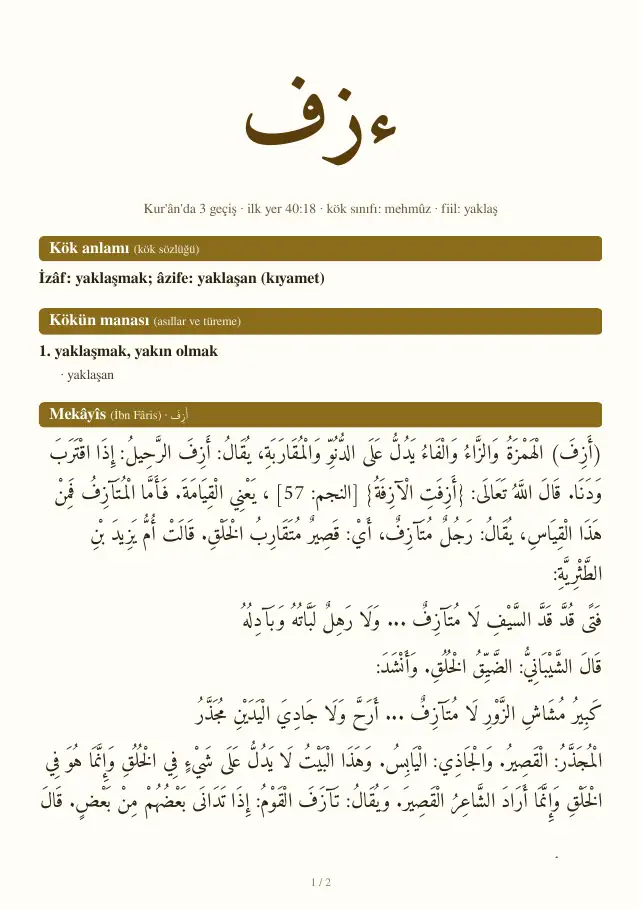 ءزف
Kur'ân'da 3 geçiş · ilk yer 40:18 · kök sınıfı: mehmûz · fiil: yaklaş
Kök anlamı (kök sözlüğü)
İzâf: yaklaşmak; âzife: yaklaşan (kıyamet)
Kökün manası (asıllar ve türeme)
1. yaklaşmak, yakın olmak
· yaklaşan
Mekâyîs (İbn Fâris) · أَزِفَ
(أَزِفَ) الْهَمْزَةُ وَالزَّاءُ وَالْفَاءُ يَدُلُّ عَلَى الدُّنُوِّ وَالْمُقَارَبَةِ، يُقَالُ: أَزِفَ الرَّحِيلُ: إِذَا اقْتَرَبَ
وَدَنَا. قَالَ اللَّهُ تَعَالَى: {أَزِفَتِ الْآزِفَةُ} [النجم: 57] ، يَعْنِي الْقِيَامَةَ. فَأَمَّا الْمُتَآزِفُ فَمِنْ
هَذَا الْقِيَاسِ، يُقَالُ: رَجُلٌ مُتَآزِفٌ، أَيْ: قَصِيرٌ مُتَقَارِبُ الْخَلْقِ. قَالَتْ أُمُّ يَزِيدَ بْنِ
الطَّثْرِيَّةِ:
فَتًى قُدَّ قَدَّ السَّيْفِ لَا مُتَآزِفٌ ... وَلَا رَهِلٌ لَبَّاتُهُ وَبَآدِلُهُ
قَالَ الشَّيْبَانِيُّ: الضَّيِّقُ الْخُلُقِ. وَأَنْشَدَ:
كَبِيرُ مُشَاشِ الزَّوْرِ لَا مُتَآزِفٌ ... أَرَحَّ وَلَا جَادِيَ الْيَدَيْنِ مُجَذَّرُ
الْمُجَذَّرُ: الْقَصِيرُ. وَالْجَاذِي: الْيَابِسُ. وَهَذَا الْبَيْتُ لَا يَدُلُّ عَلَى شَيْءٍ فِي الْخُلُقِ وَإِنَّمَا هُوَ فِي
الْخَلْقِ وَإِنَّمَا أَرَادَ الشَّاعِرُ الْقَصِيرَ. وَيُقَالُ: تَآزَفَ الْقَوْمُ: إِذَا تَدَانَى بَعْضُهُمْ مِنْ بَعْضٍ. قَالَ
1 / 2